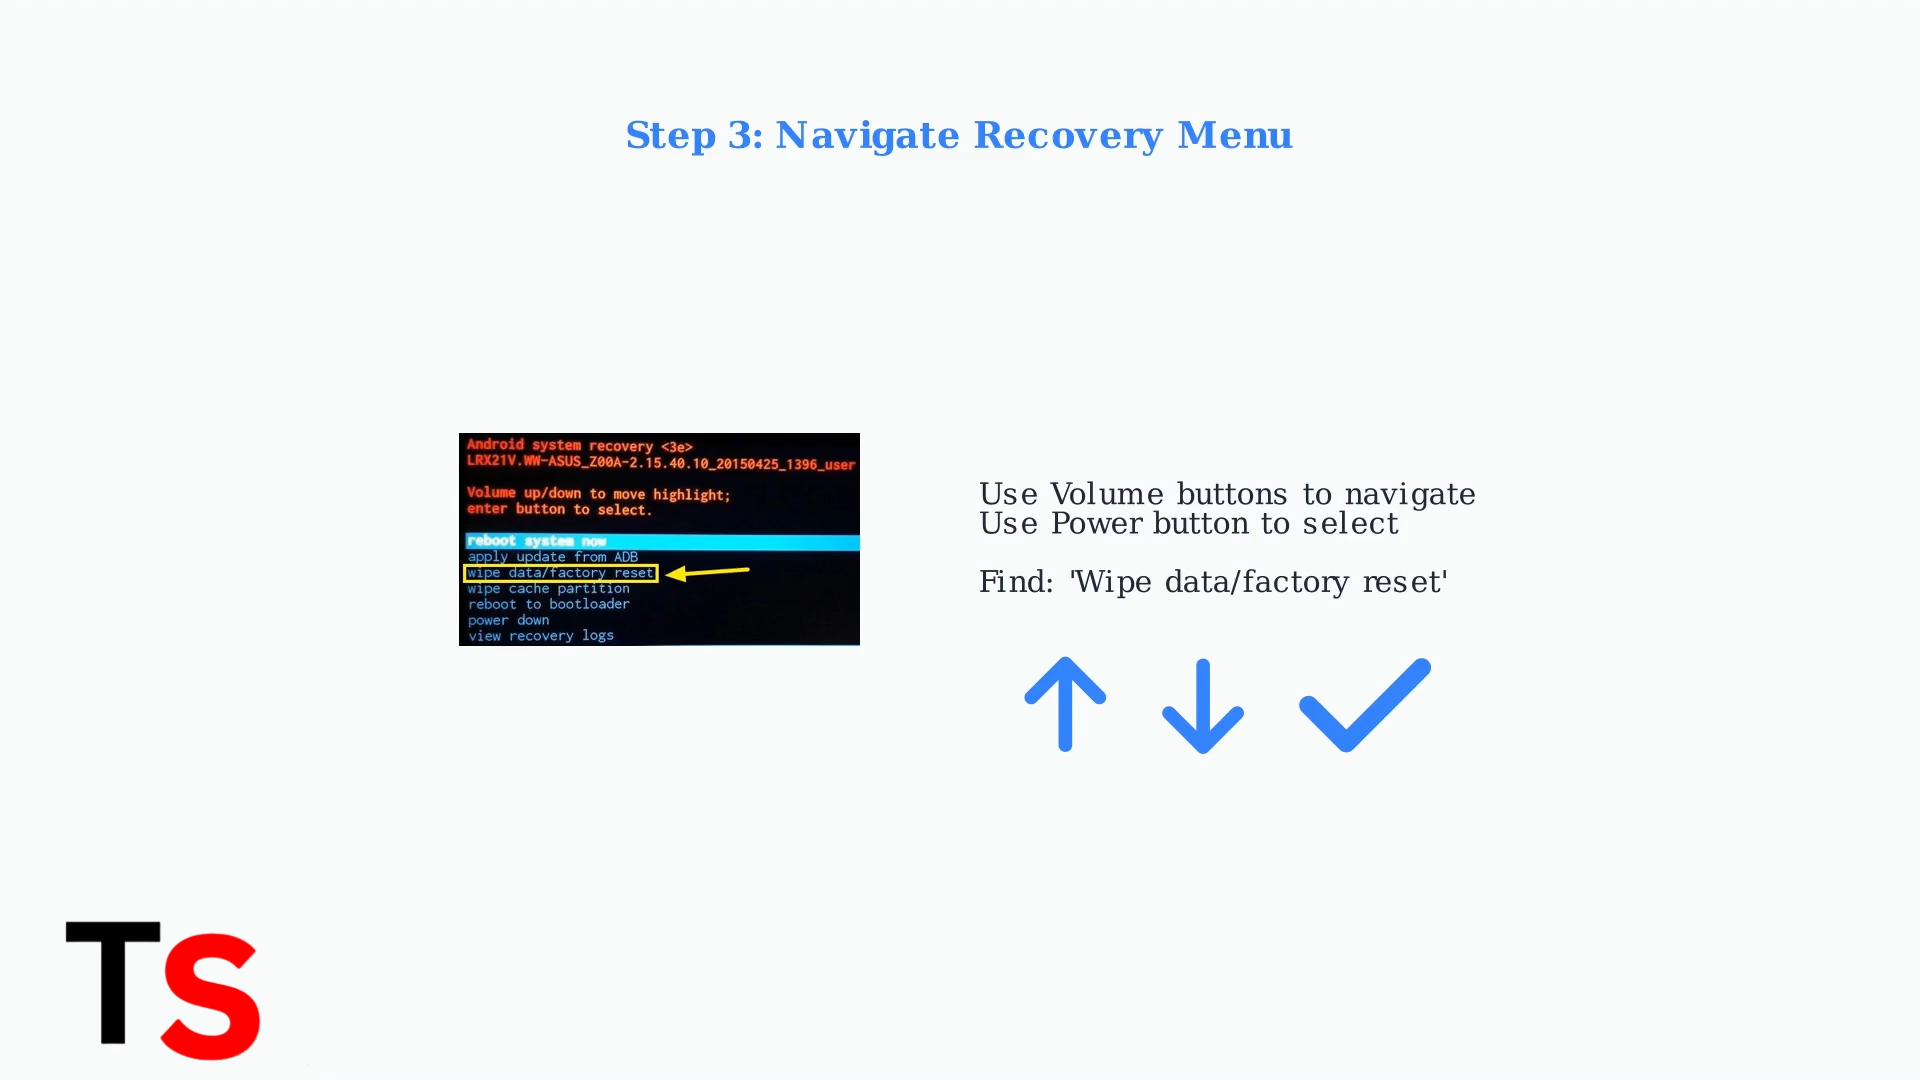 Step 3: Navigate Recovery Menu
Android system recovery <3e>
LRX21V.WW-ASUS_Z00A-2.15.40.10_20150425_1396_user
Volume up/down to move highlight;
enter button to select.
reboot system now
apply update from ADB
wipe data/factory reset
wipe cache partition
reboot to bootloader
power down
view recovery logs
Use Volume buttons to navigate
Use Power button to select
Find: 'Wipe data/factory reset'
TS